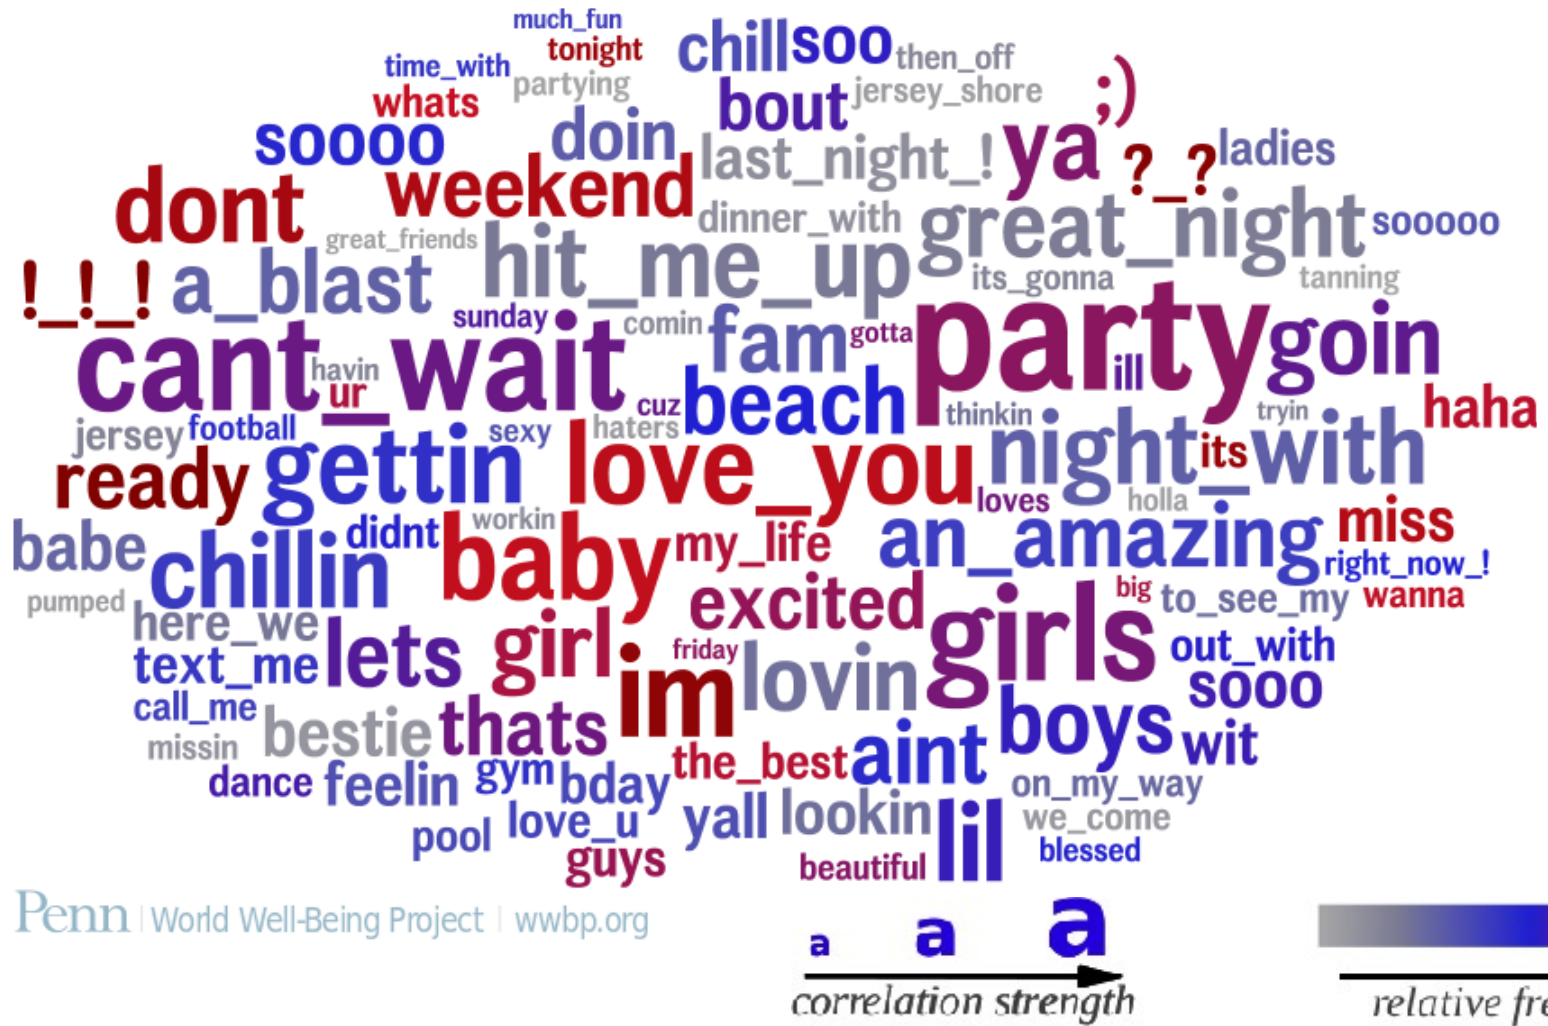 much_fun
tonight chill soo then_off
time_with partying ;)
whats bout jersey_shore
soooo doin last_night_! ya ?_? ladies
dont weekend dinner_with great_night sooooo
great_friends hit_me_up its_gonna tanning
!_!_! a_blast sunday comin fam gotta party goin
cant_wait havin ur cuz beach ill haha
jersey football sexy haters thinkin tryin
ready gettin love_you loves night_with its holla
babe chillin didnt workin baby my_life an_amazing miss
right_now_!
pumped here_we excited girls big to_see_my wanna
text_me lets girl im friday lovin out_with
call_me sooo
missin bestie thats the_best aint boys wit
dance feelin gym bday on_my_way
pool love_u yall lookin lil we_come
guys beautiful blessed
Penn | World Well-Being Project | wwbp.org
a a a
correlation strength
relative fre